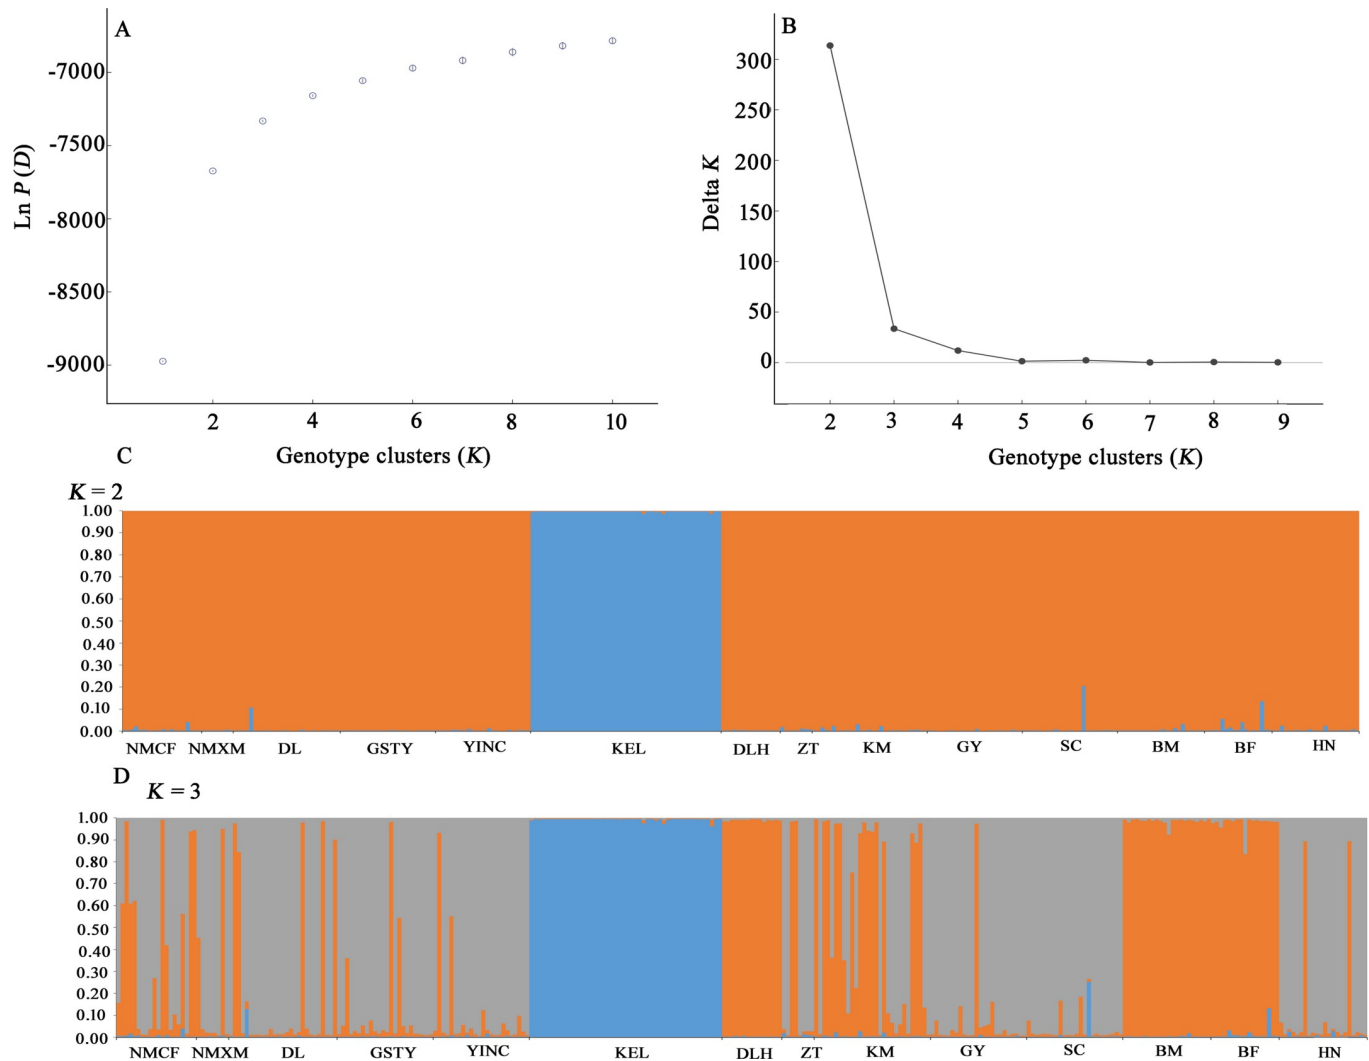 A
Ln P (D)
-7000
-7500
-8000
-8500
-9000
2 4 6 8 10
Genotype clusters (K)
B
Delta K
300
250
200
150
100
50
0
2 3 4 5 6 7 8 9
Genotype clusters (K)
C
K = 2
1.00
0.90
0.80
0.70
0.60
0.50
0.40
0.30
0.20
0.10
0.00
NMCF NMXM DL GSTY YINC KEL DLH ZT KM GY SC BM BF HN
D
K = 3
1.00
0.90
0.80
0.70
0.60
0.50
0.40
0.30
0.20
0.10
0.00
NMCF NMXM DL GSTY YINC KEL DLH ZT KM GY SC BM BF HN